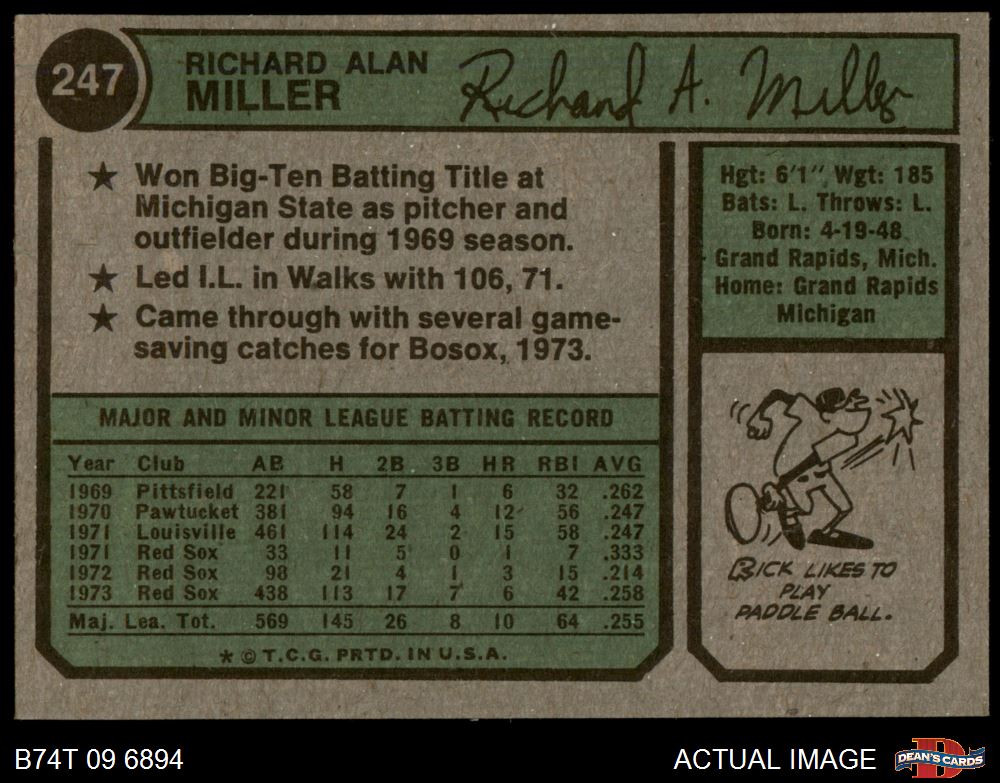 247
RICHARD ALAN
MILLER
Richard A. Miller
★ Won Big-Ten Batting Title at
Michigan State as pitcher and
outfielder during 1969 season.
★ Led I.L. in Walks with 106, 71.
★ Came through with several game-
saving catches for Bosox, 1973.
Hgt: 6'1" Wgt: 185
Bats: L. Throws: L.
Born: 4-19-48
Grand Rapids, Mich.
Home: Grand Rapids
Michigan
MAJOR AND MINOR LEAGUE BATTING RECORD
Year Club AB H 2B 3B HR RBI AVG
1969 Pittsfield 221 58 7 1 6 32 .262
1970 Pawtucket 381 94 16 4 12 56 .247
1971 Louisville 461 114 24 2 15 58 .247
1971 Red Sox 33 11 5 0 1 7 .333
1972 Red Sox 98 21 4 1 3 15 .214
1973 Red Sox 438 113 17 7 6 42 .258
Maj. Lea. Tot. 569 145 26 8 10 64 .255
★ © T.C.G. PRTD. IN U.S.A.
RICK LIKES TO
PLAY
PADDLE BALL.
B74T 09 6894
ACTUAL IMAGE
D
DEAN'S CARDS